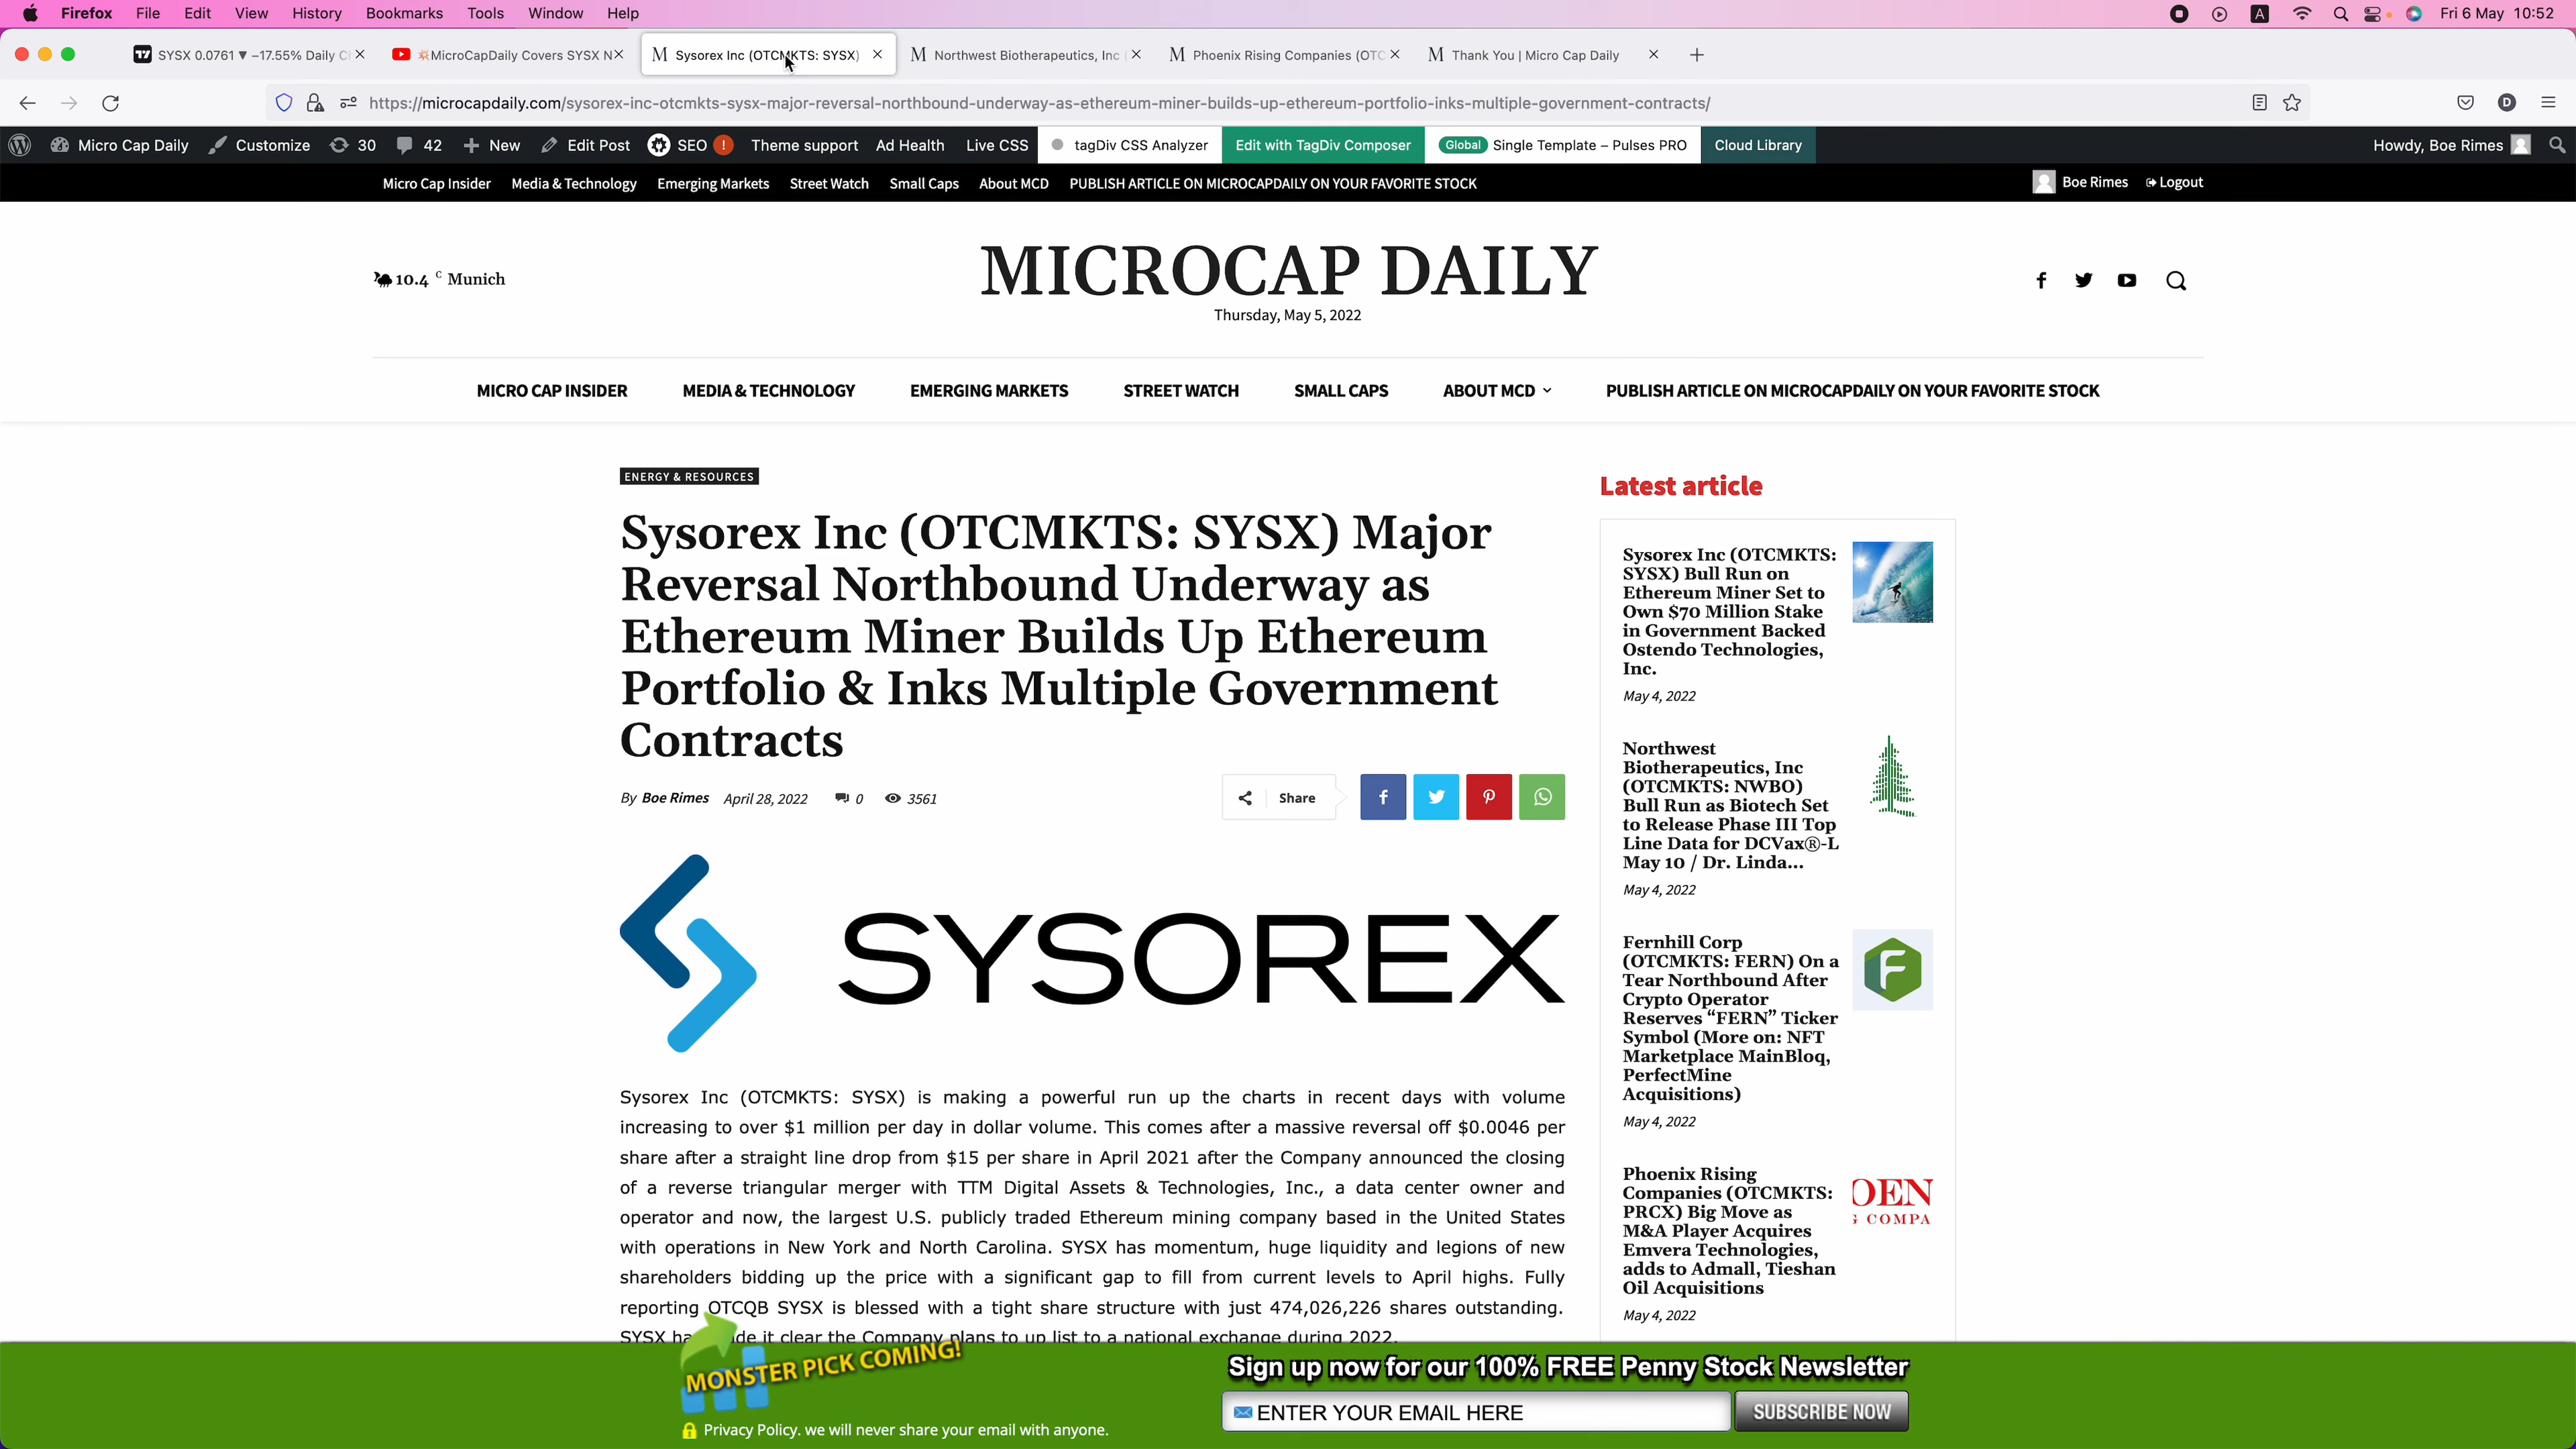 Firefox File Edit View History Bookmarks Tools Window Help A Fri 6 May 10:52
SYSX 0.0761 ▼ −17.55% Daily MicroCapDaily Covers SYSX N Sysorex Inc (OTCMKTS: SYSX) Northwest Biotherapeutics, Inc Phoenix Rising Companies (OTC Thank You | Micro Cap Daily
https://microcapdaily.com/sysorex-inc-otcmkts-sysx-major-reversal-northbound-underway-as-ethereum-miner-builds-up-ethereum-portfolio-inks-multiple-government-contracts/ D
Micro Cap Daily Customize 30 42 New Edit Post SEO ! Theme support Ad Health Live CSS tagDiv CSS Analyzer Edit with TagDiv Composer Global Single Template – Pulses PRO Cloud Library Howdy, Boe Rimes
Micro Cap Insider Media & Technology Emerging Markets Street Watch Small Caps About MCD PUBLISH ARTICLE ON MICROCAPDAILY ON YOUR FAVORITE STOCK Boe Rimes Logout
10.4 C Munich
MICROCAP DAILY
Thursday, May 5, 2022
MICRO CAP INSIDER MEDIA & TECHNOLOGY EMERGING MARKETS STREET WATCH SMALL CAPS ABOUT MCD PUBLISH ARTICLE ON MICROCAPDAILY ON YOUR FAVORITE STOCK
ENERGY & RESOURCES
Sysorex Inc (OTCMKTS: SYSX) Major
Reversal Northbound Underway as
Ethereum Miner Builds Up Ethereum
Portfolio & Inks Multiple Government
Contracts
By Boe Rimes April 28, 2022 0 3561
Share
SYSOREX
Sysorex Inc (OTCMKTS: SYSX) is making a powerful run up the charts in recent days with volume
increasing to over $1 million per day in dollar volume. This comes after a massive reversal off $0.0046 per
share after a straight line drop from $15 per share in April 2021 after the Company announced the closing
of a reverse triangular merger with TTM Digital Assets & Technologies, Inc., a data center owner and
operator and now, the largest U.S. publicly traded Ethereum mining company based in the United States
with operations in New York and North Carolina. SYSX has momentum, huge liquidity and legions of new
shareholders bidding up the price with a significant gap to fill from current levels to April highs. Fully
reporting OTCQB SYSX is blessed with a tight share structure with just 474,026,226 shares outstanding.
SYSX ha de it clear the Company plans to up list to a national exchange during 2022.
Latest article
Sysorex Inc (OTCMKTS:
SYSX) Bull Run on
Ethereum Miner Set to
Own $70 Million Stake
in Government Backed
Ostendo Technologies,
Inc.
May 4, 2022
Northwest
Biotherapeutics, Inc
(OTCMKTS: NWBO)
Bull Run as Biotech Set
to Release Phase III Top
Line Data for DCVax®-L
May 10 / Dr. Linda...
May 4, 2022
Fernhill Corp
(OTCMKTS: FERN) On a
Tear Northbound After
Crypto Operator
Reserves “FERN” Ticker
Symbol (More on: NFT
Marketplace MainBloq,
PerfectMine
Acquisitions)
May 4, 2022
Phoenix Rising
Companies (OTCMKTS:
PRCX) Big Move as
M&A Player Acquires
Emvera Technologies,
adds to Admall, Tieshan
Oil Acquisitions
May 4, 2022
OEN
G COMPA
MONSTER PICK COMING!
Privacy Policy. we will never share your email with anyone.
Sign up now for our 100% FREE Penny Stock Newsletter
ENTER YOUR EMAIL HERE SUBSCRIBE NOW